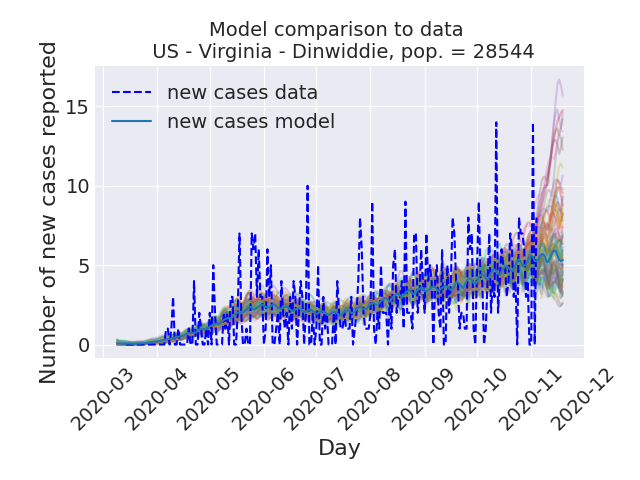 Model comparison to data
US - Virginia - Dinwiddie, pop. = 28544
Number of new cases reported
15
10
5
0
new cases data
new cases model
2020-03
2020-04
2020-05
2020-06
2020-07
2020-08
2020-09
2020-10
2020-11
2020-12
Day